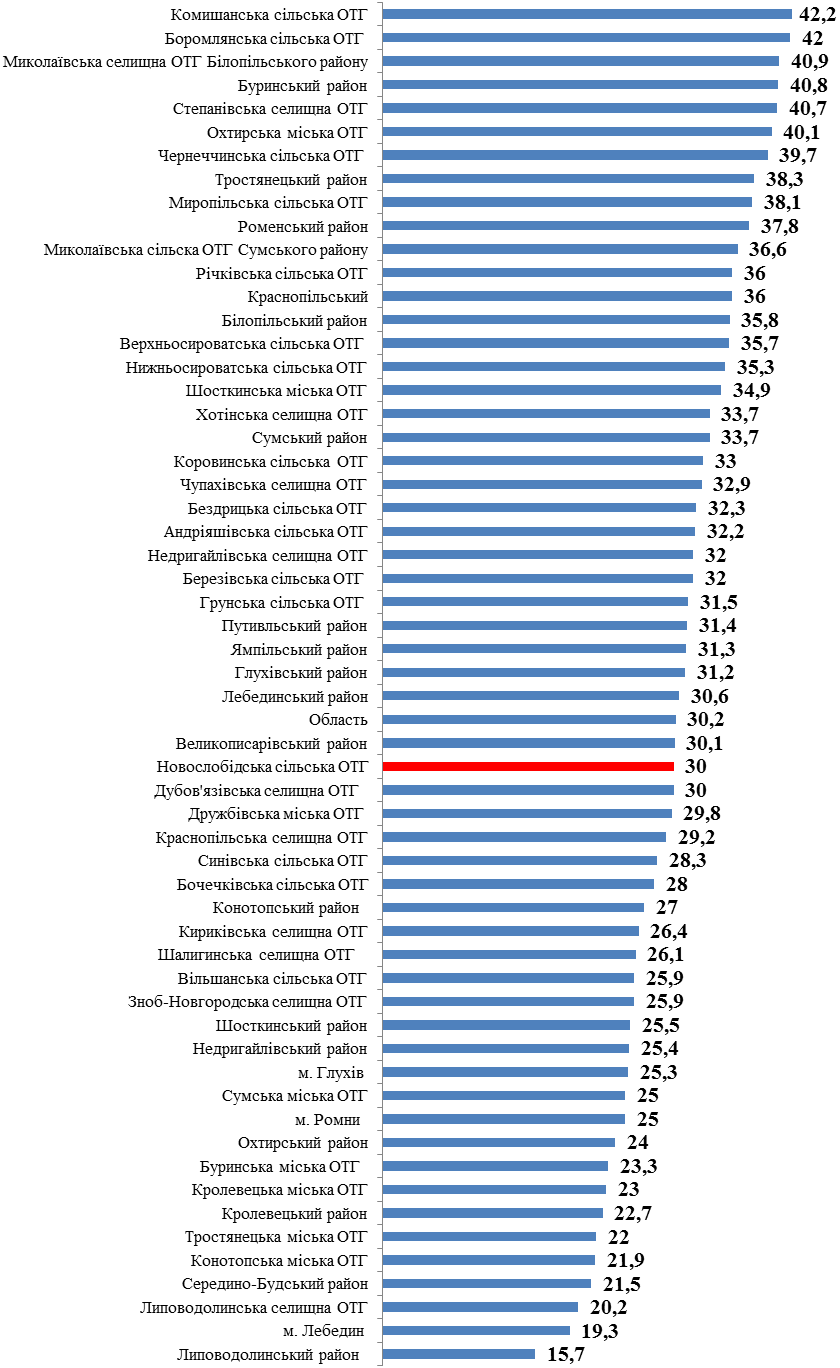 Комишанська сільська ОТГ 42,2
Боромлянська сільська ОТГ 42
Миколаївська селищна ОТГ Білопільського району 40,9
Буринський район 40,8
Степанівська селищна ОТГ 40,7
Охтирська міська ОТГ 40,1
Чернеччинська сільська ОТГ 39,7
Тростянецький район 38,3
Миропільська сільська ОТГ 38,1
Роменський район 37,8
Миколаївська сільска ОТГ Сумського району 36,6
Річківська сільська ОТГ 36
Краснопільський 36
Білопільський район 35,8
Верхньосироватська сільська ОТГ 35,7
Нижньосироватська сільська ОТГ 35,3
Шосткинська міська ОТГ 34,9
Хотінська селищна ОТГ 33,7
Сумський район 33,7
Коровинська сільська ОТГ 33
Чупахівська селищна ОТГ 32,9
Бездрицька сільська ОТГ 32,3
Андріяшівська сільська ОТГ 32,2
Недригайлівська селищна ОТГ 32
Березівська сільська ОТГ 32
Грунська сільська ОТГ 31,5
Путивльський район 31,4
Ямпільський район 31,3
Глухівський район 31,2
Лебединський район 30,6
Область 30,2
Великописарівський район 30,1
Новослобідська сільська ОТГ 30
Дубов'язівська селищна ОТГ 30
Дружбівська міська ОТГ 29,8
Краснопільська селищна ОТГ 29,2
Синівська сільська ОТГ 28,3
Бочечківська сільська ОТГ 28
Конотопський район 27
Кириківська селищна ОТГ 26,4
Шалигинська селищна ОТГ 26,1
Вільшанська сільська ОТГ 25,9
Зноб-Новгородська селищна ОТГ 25,9
Шосткинський район 25,5
Недригайлівський район 25,4
м. Глухів 25,3
Сумська міська ОТГ 25
м. Ромни 25
Охтирський район 24
Буринська міська ОТГ 23,3
Кролевецька міська ОТГ 23
Кролевецький район 22,7
Тростянецька міська ОТГ 22
Конотопська міська ОТГ 21,9
Середино-Будський район 21,5
Липоводолинська селищна ОТГ 20,2
м. Лебедин 19,3
Липоводолинський район 15,7